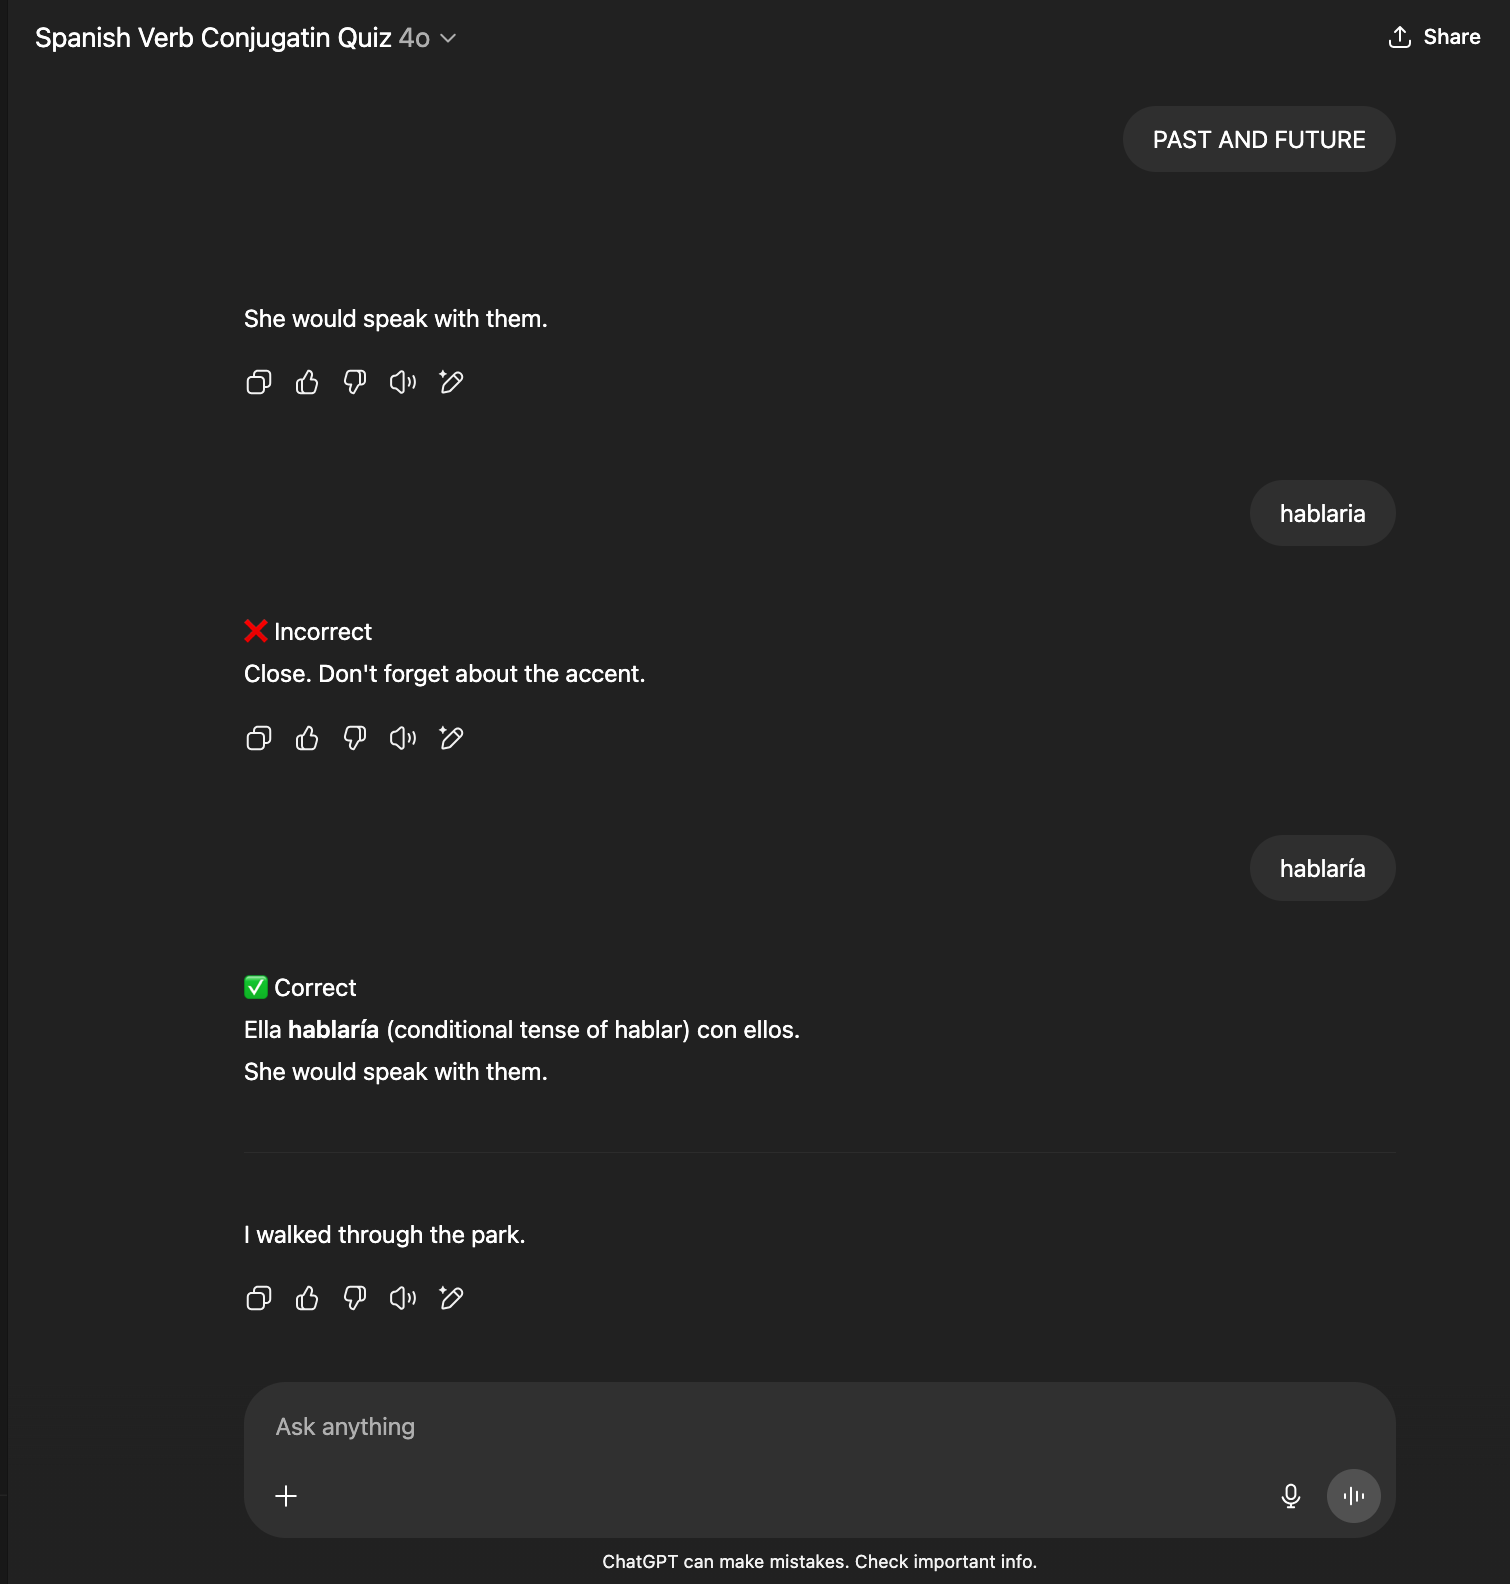 Spanish Verb Conjugatin Quiz 4o
Share
PAST AND FUTURE
She would speak with them.
hablaria
❌ Incorrect
Close. Don't forget about the accent.
hablaría
✅ Correct
Ella hablaría (conditional tense of hablar) con ellos.
She would speak with them.
I walked through the park.
Ask anything
ChatGPT can make mistakes. Check important info.